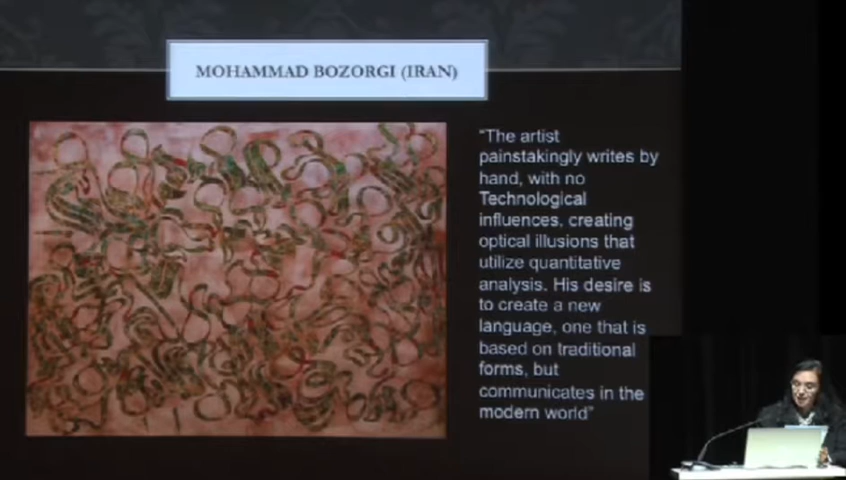 MOHAMMAD BOZORGI (IRAN)
“The artist
painstakingly writes by
hand, with no
Technological
influences, creating
optical illusions that
utilize quantitative
analysis. His desire is
to create a new
language, one that is
based on traditional
forms, but
communicates in the
modern world”